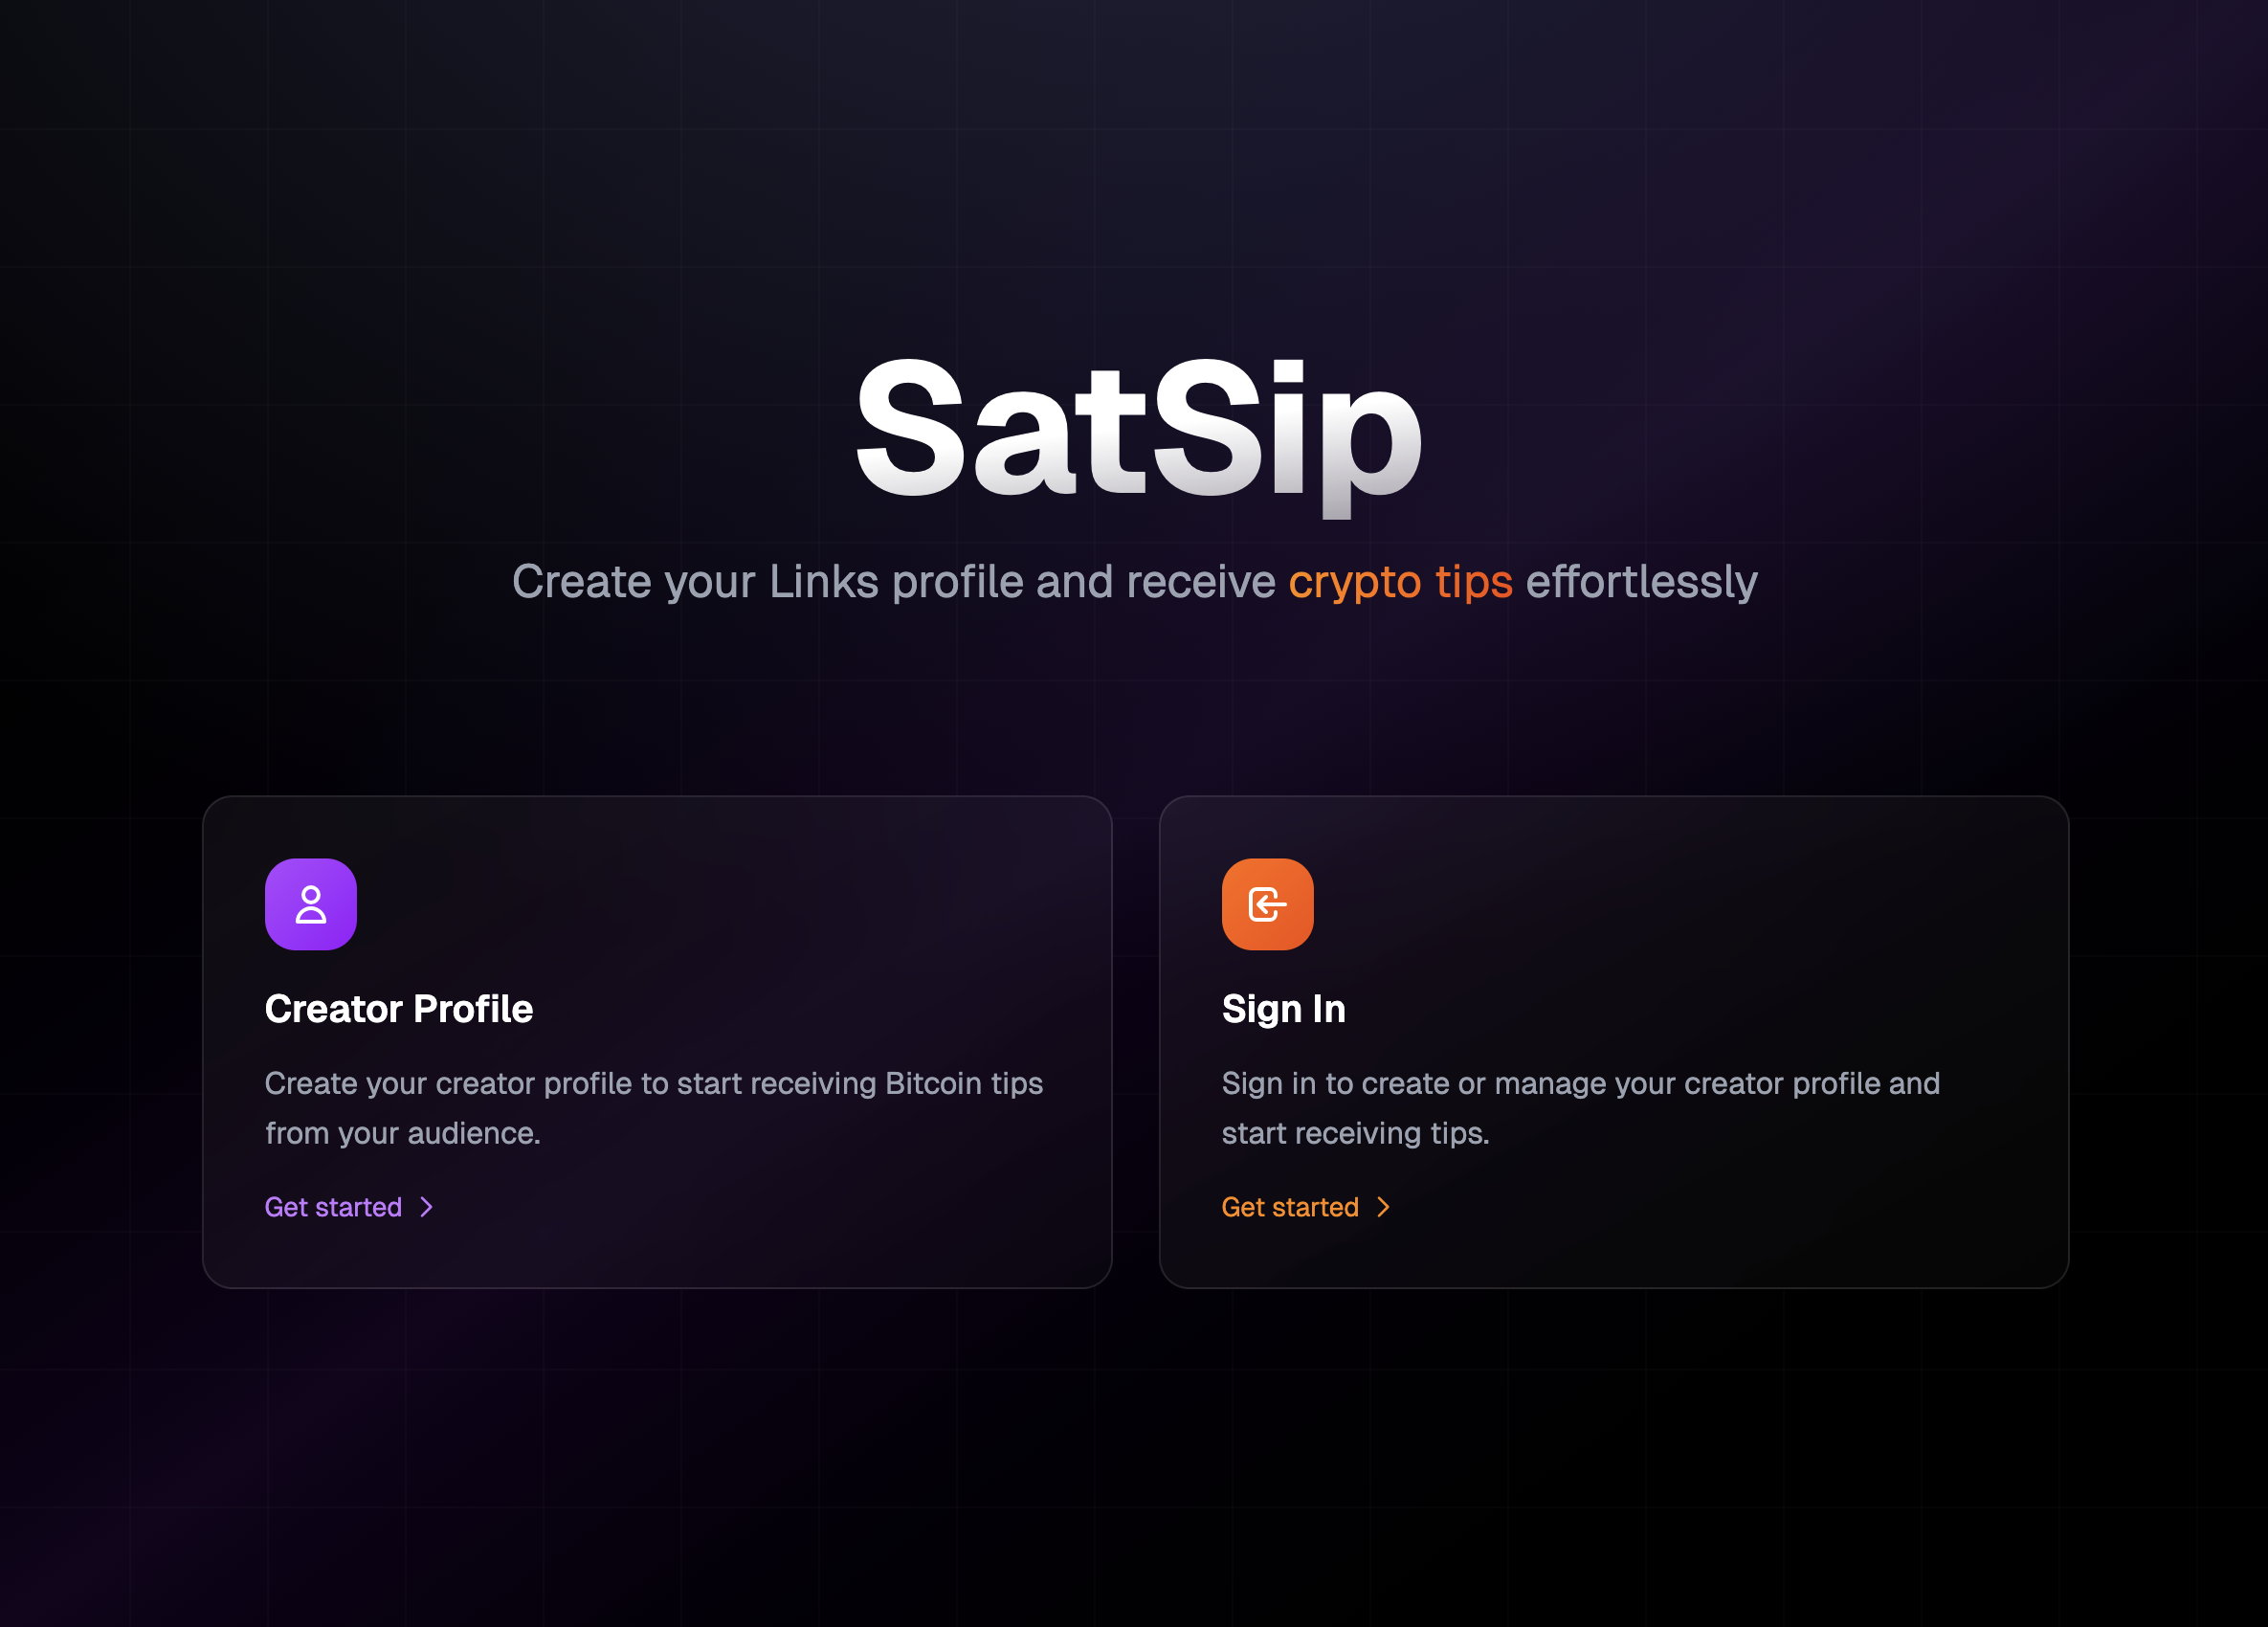 SatSip
Create your Links profile and receive crypto tips effortlessly
Creator Profile
Create your creator profile to start receiving Bitcoin tips
from your audience.
Get started
Sign In
Sign in to create or manage your creator profile and
start receiving tips.
Get started